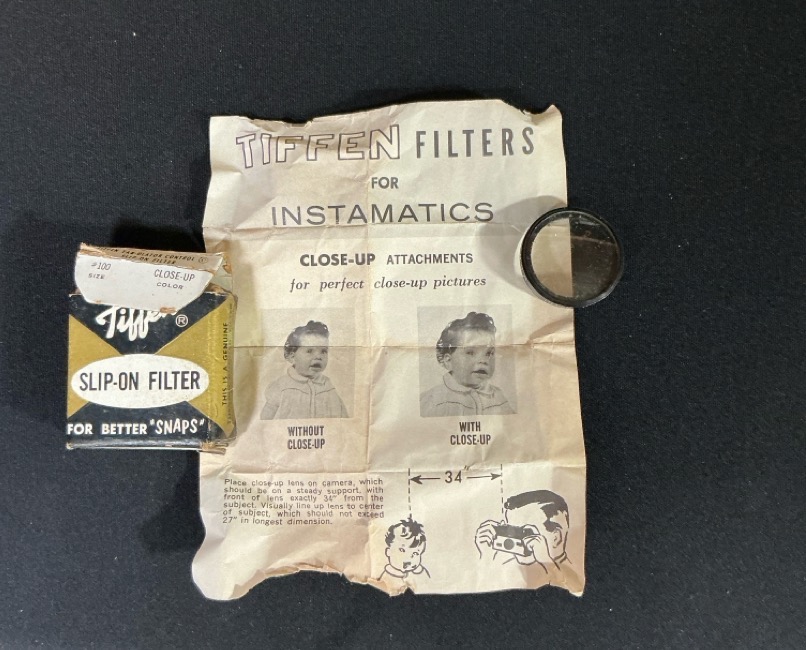 TIFFEN FILTERS
FOR
INSTAMATICS
CLOSE-UP ATTACHMENTS
for perfect close-up pictures
WITHOUT
CLOSE-UP
WITH
CLOSE-UP
Place close-up lens on camera, which
should be on a steady support, with
front of lens exactly 34" from the
subject. Visually line up lens to center
of subject, which should not exceed
27" in longest dimension.
34"
SLIP-ON FILTER
#100
SIZE
CLOSE-UP
COLOR
Tiffen®
SLIP-ON FILTER
FOR BETTER "SNAPS"
THIS IS A GENUINE